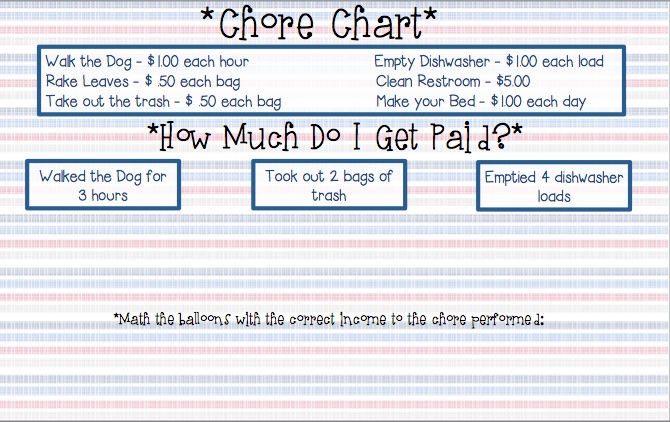 *Chore Chart*
Walk the Dog - $1.00 each hour
Rake Leaves - $ .50 each bag
Take out the trash - $ .50 each bag
Empty Dishwasher - $1.00 each load
Clean Restroom - $5.00
Make your Bed - $1.00 each day
*How Much Do I Get Paid?*
Walked the Dog for
3 hours
Took out 2 bags of
trash
Emptied 4 dishwasher
loads
*Math the balloons with the correct income to the chore performed: